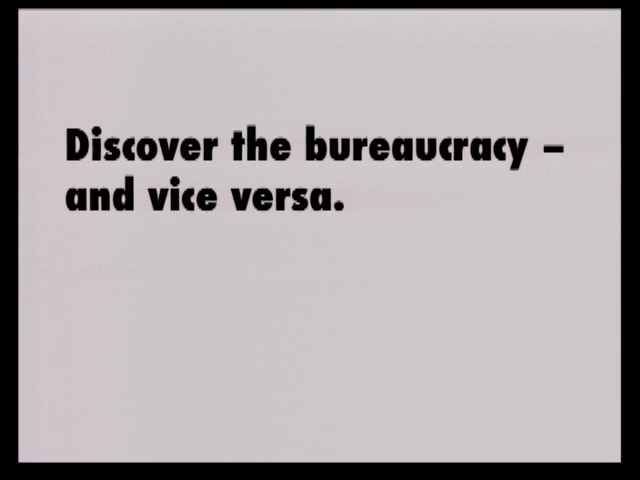 Discover the bureaucracy –
and vice versa.